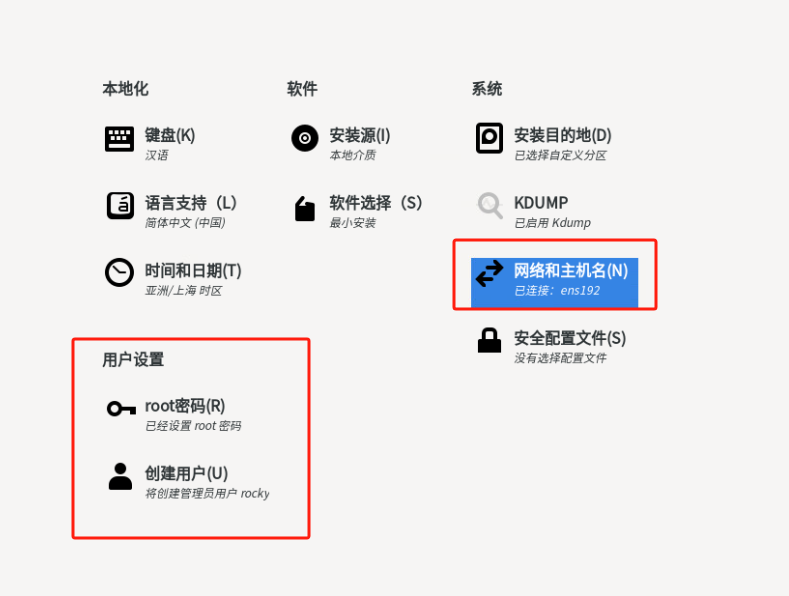 本地化
键盘(K)
汉语
语言支持（L）
简体中文 (中国)
时间和日期(T)
亚洲/上海 时区
用户设置
root密码(R)
已经设置 root 密码
创建用户(U)
将创建管理员用户 rocky
软件
安装源(I)
本地介质
软件选择（S）
最小安装
系统
安装目的地(D)
已选择自定义分区
KDUMP
已启用 Kdump
网络和主机名(N)
已连接：ens192
安全配置文件(S)
没有选择配置文件